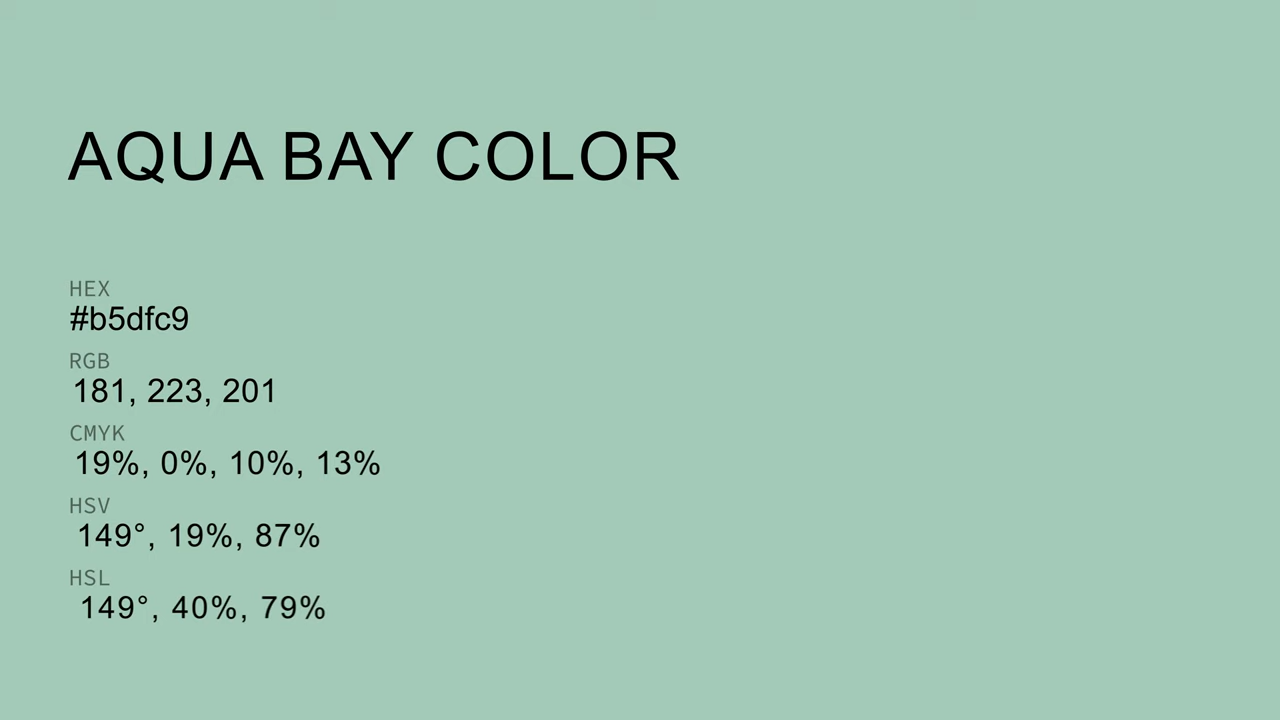 AQUA BAY COLOR
HEX
#b5dfc9
RGB
181, 223, 201
CMYK
19%, 0%, 10%, 13%
HSV
149°, 19%, 87%
HSL
149°, 40%, 79%